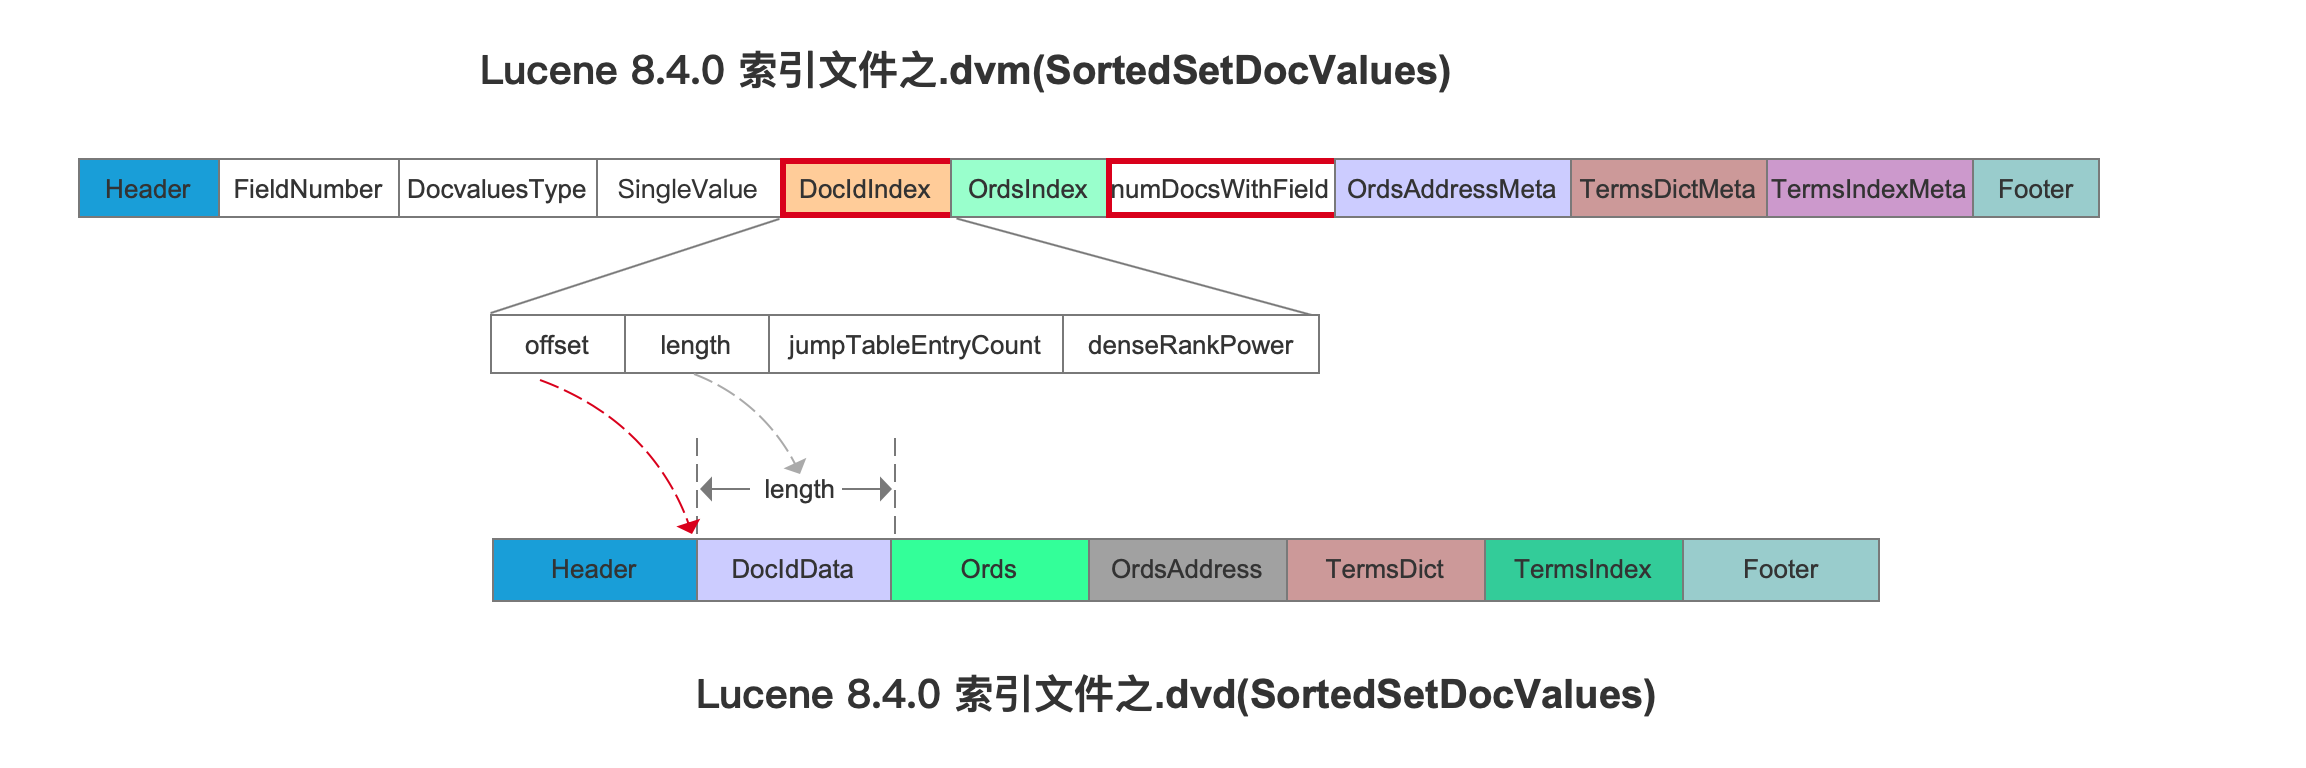 Lucene 8.4.0 索引文件之.dvm(SortedSetDocValues)
Header FieldNumber DocvaluesType SingleValue DocIdIndex OrdsIndex numDocsWithField OrdsAddressMeta TermsDictMeta TermsIndexMeta Footer
offset length jumpTableEntryCount denseRankPower
length
Header DocIdData Ords OrdsAddress TermsDict TermsIndex Footer
Lucene 8.4.0 索引文件之.dvd(SortedSetDocValues)